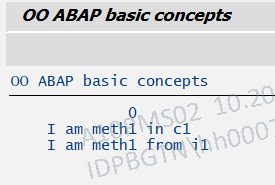 OO ABAP basic concepts
OO ABAP basic concepts
0
I am meth1 in c1
I am meth1 from i1